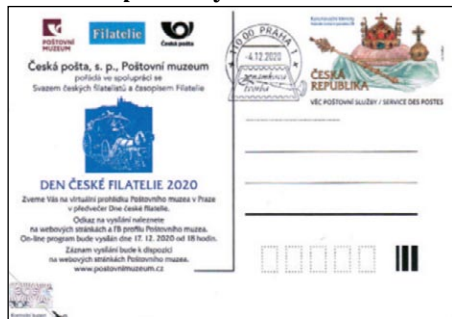 POŠTOVNÍ
MUZEUM
Filatelie
Česká pošta
Česká pošta, s. p., Poštovní muzeum
pořádá ve spolupráci se
Svazem českých filatelistů a časopisem Filatelie
DEN ČESKÉ FILATELIE 2020
Zveme Vás na virtuální prohlídku Poštovního muzea v Praze
v předvečer Dne české filatelie.
Odkaz na vysílání naleznete
na webových stránkách a FB profilu Poštovního muzea.
On-line program bude vysílán dne 17. 12. 2020 od 18 hodin.
Záznam vysílání bude k dispozici
na webových stránkách Poštovního muzea.
www.postovnimuzeum.cz
110 00 PRAHA 1
-4.12.2020
ČESKÁ
REPUBLIKA
VĚC POŠTOVNÍ SLUŽBY / SERVICE DES POSTES